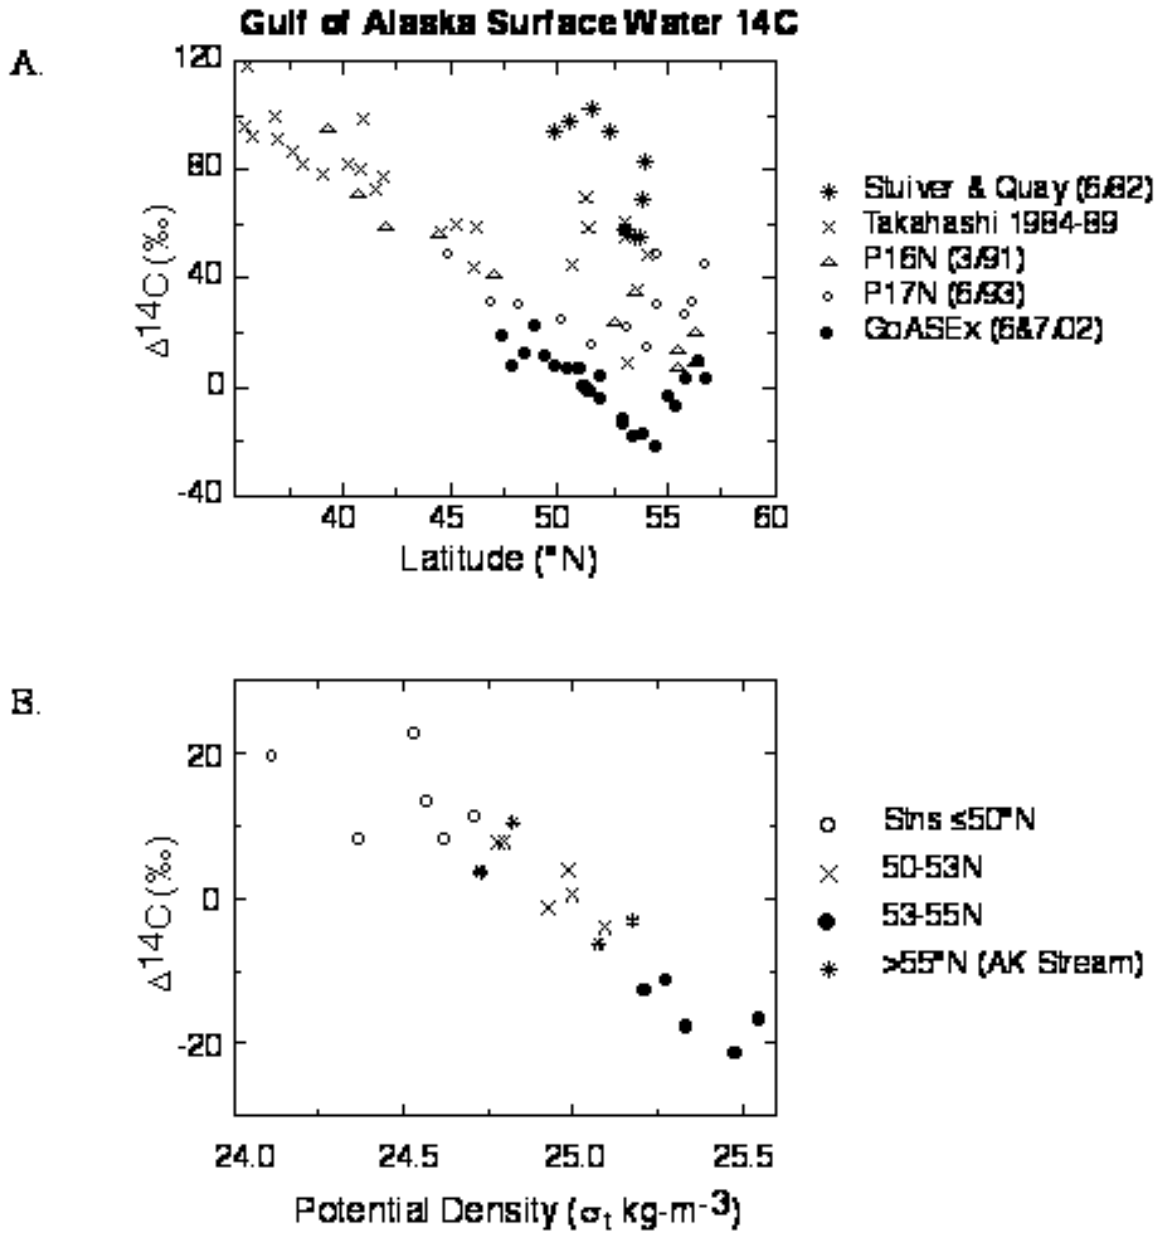 Gulf of Alaska Surface Water 14C
A.
120
80
40
0
-40
Δ14C (‰)
40 45 50 55 60
Latitude (°N)
Stuiver & Quay (6/82)
Takahashi 1984-89
P16N (3/91)
P17N (6/93)
GoASEx (6&7/02)
B.
20
0
-20
Δ14C (‰)
24.0 24.5 25.0 25.5
Potential Density (σt kg-m-3)
Stns ≤50°N
50-53N
53-55N
>55°N (AK Stream)